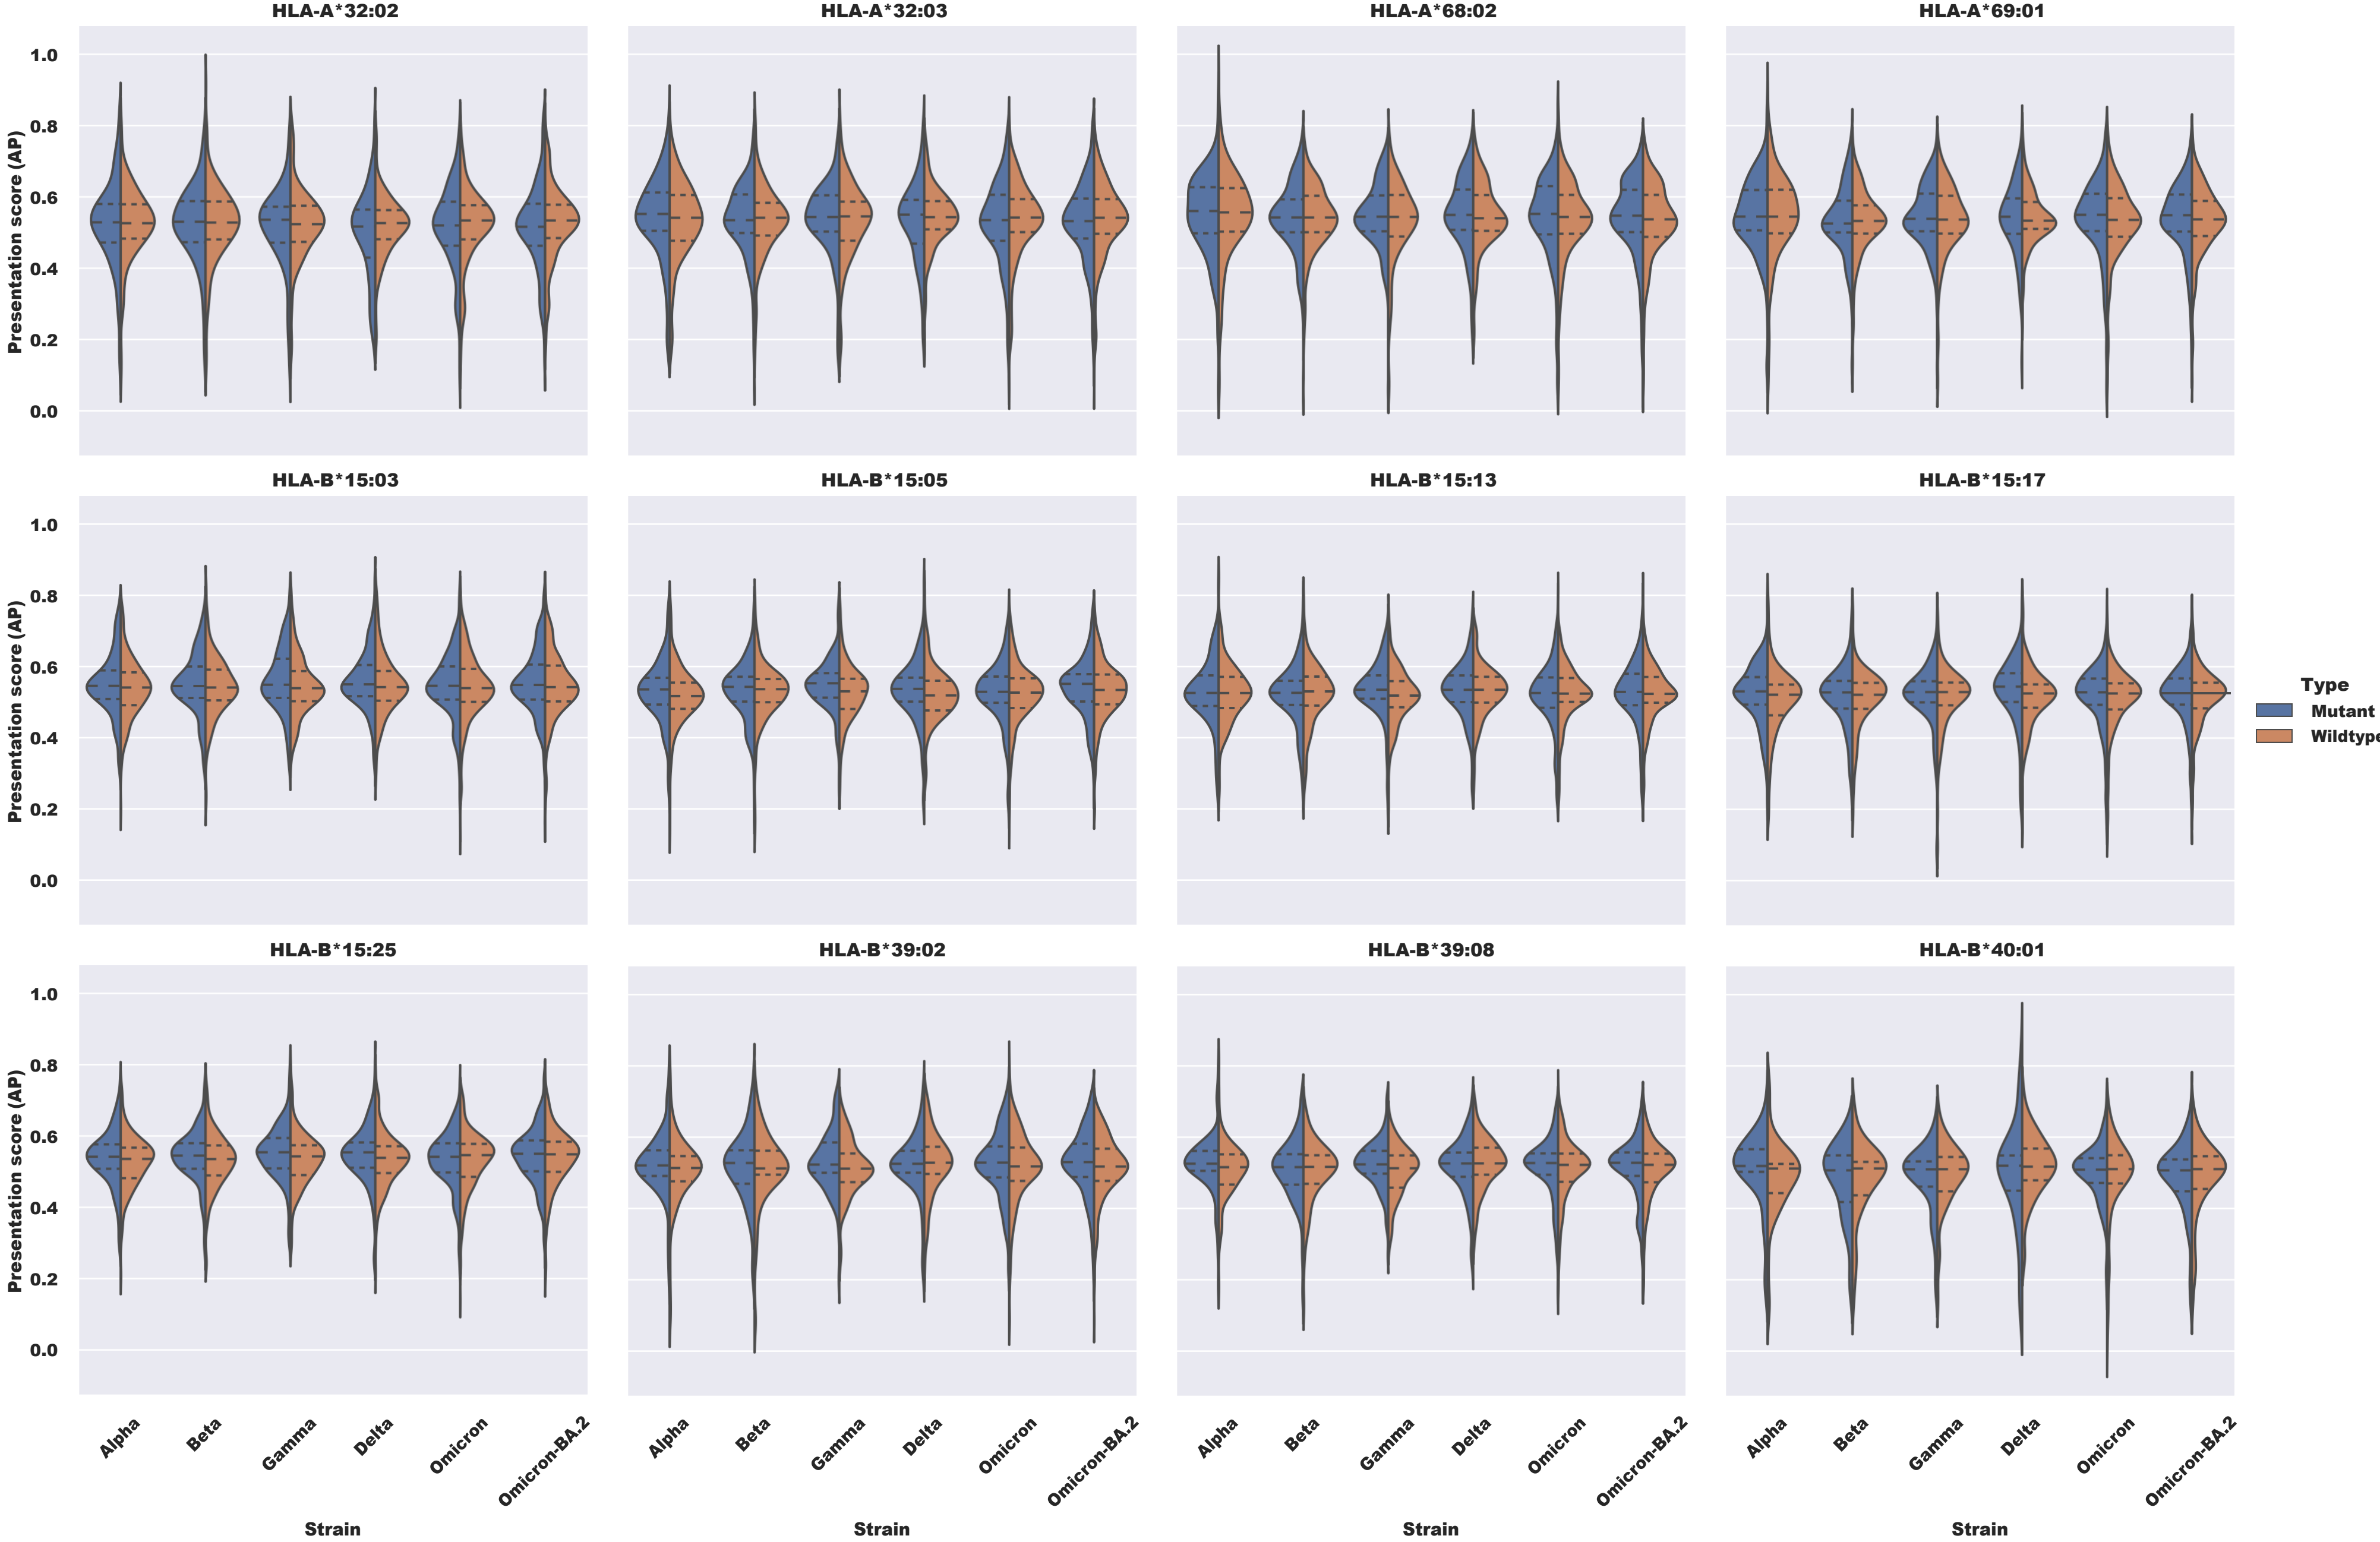 HLA-A*32:02 HLA-A*32:03 HLA-A*68:02 HLA-A*69:01
Presentation score (AP)
1.0
0.8
0.6
0.4
0.2
0.0
HLA-B*15:03 HLA-B*15:05 HLA-B*15:13 HLA-B*15:17
Presentation score (AP)
1.0
0.8
0.6
0.4
0.2
0.0
Type
Mutant
Wildtype
HLA-B*15:25 HLA-B*39:02 HLA-B*39:08 HLA-B*40:01
Presentation score (AP)
1.0
0.8
0.6
0.4
0.2
0.0
Alpha Beta Gamma Delta Omicron Omicron-BA.2 Alpha Beta Gamma Delta Omicron Omicron-BA.2 Alpha Beta Gamma Delta Omicron Omicron-BA.2 Alpha Beta Gamma Delta Omicron Omicron-BA.2
Strain Strain Strain Strain